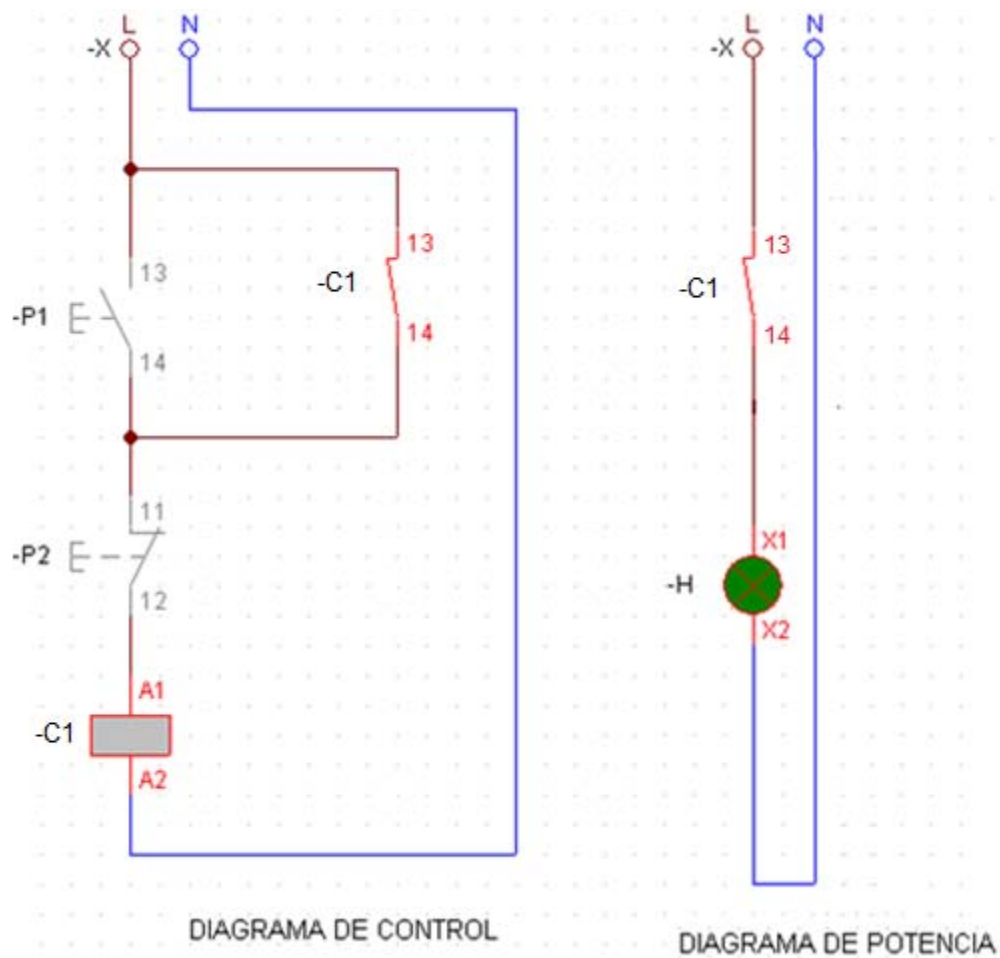 L N
-X
13
-P1
14
13
-C1
14
11
-P2
12
A1
-C1
A2
DIAGRAMA DE CONTROL
L N
-X
13
-C1
14
X1
-H
X2
DIAGRAMA DE POTENCIA